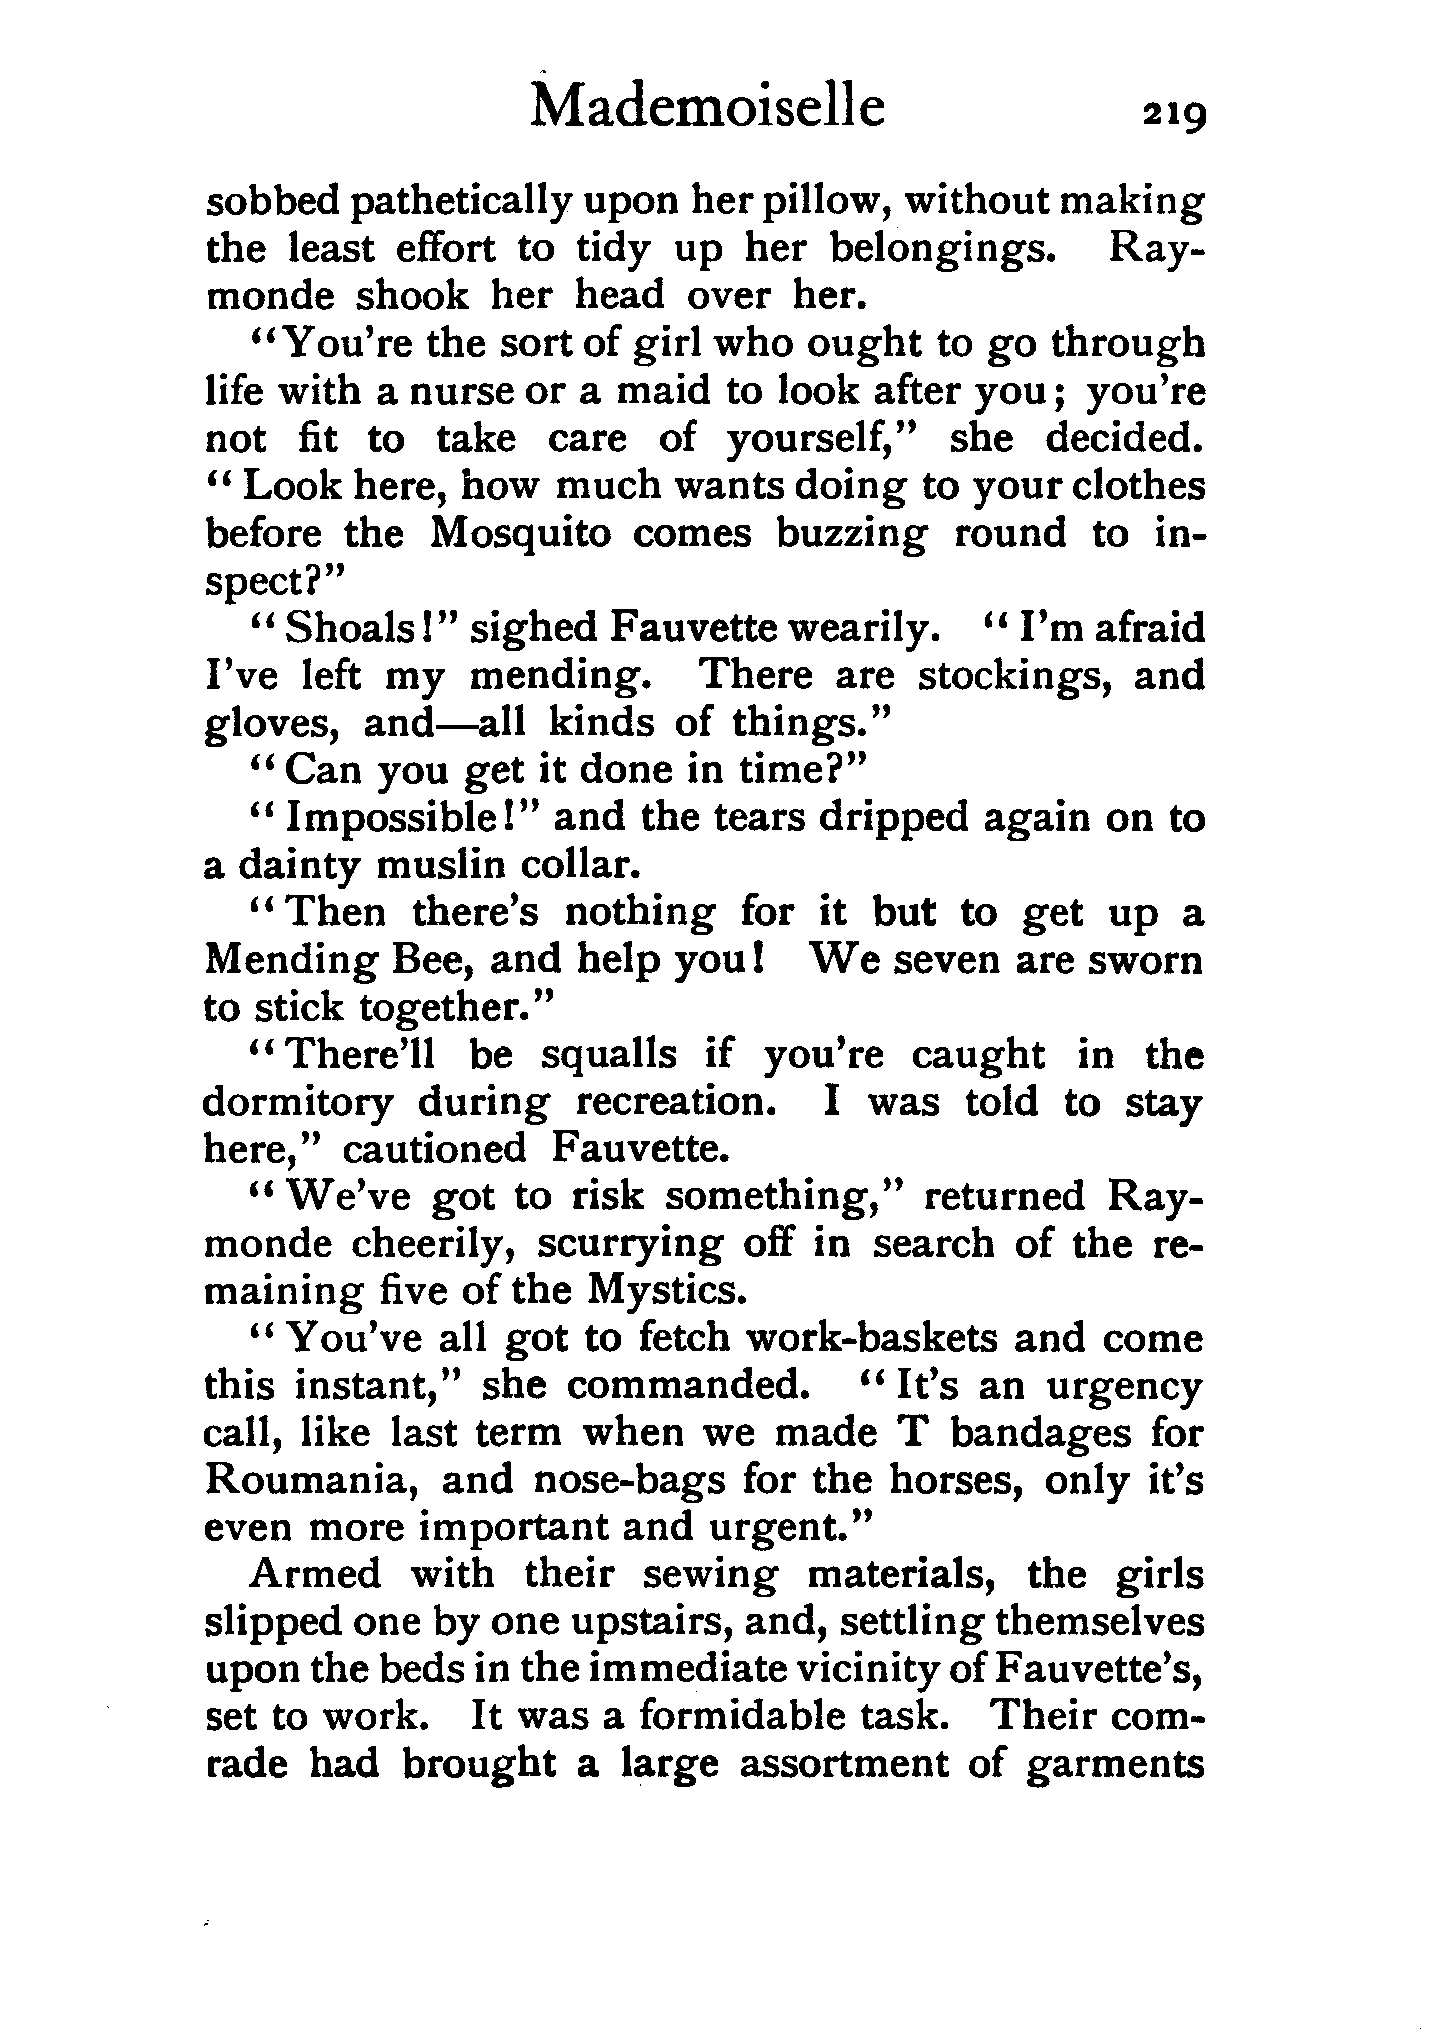 Mademoiselle 219
sobbed pathetically upon her pillow, without making
the least effort to tidy up her belongings. Ray-
monde shook her head over her.
"You're the sort of girl who ought to go through
life with a nurse or a maid to look after you; you're
not fit to take care of yourself," she decided.
"Look here, how much wants doing to your clothes
before the Mosquito comes buzzing round to in-
spect?"
"Shoals!" sighed Fauvette wearily. "I'm afraid
I've left my mending. There are stockings, and
gloves, and—all kinds of things."
"Can you get it done in time?"
"Impossible!" and the tears dripped again on to
a dainty muslin collar.
"Then there's nothing for it but to get up a
Mending Bee, and help you! We seven are sworn
to stick together."
"There'll be squalls if you're caught in the
dormitory during recreation. I was told to stay
here," cautioned Fauvette.
"We've got to risk something," returned Ray-
monde cheerily, scurrying off in search of the re-
maining five of the Mystics.
"You've all got to fetch work-baskets and come
this instant," she commanded. "It's an urgency
call, like last term when we made T bandages for
Roumania, and nose-bags for the horses, only it's
even more important and urgent."
Armed with their sewing materials, the girls
slipped one by one upstairs, and, settling themselves
upon the beds in the immediate vicinity of Fauvette's,
set to work. It was a formidable task. Their com-
rade had brought a large assortment of garments